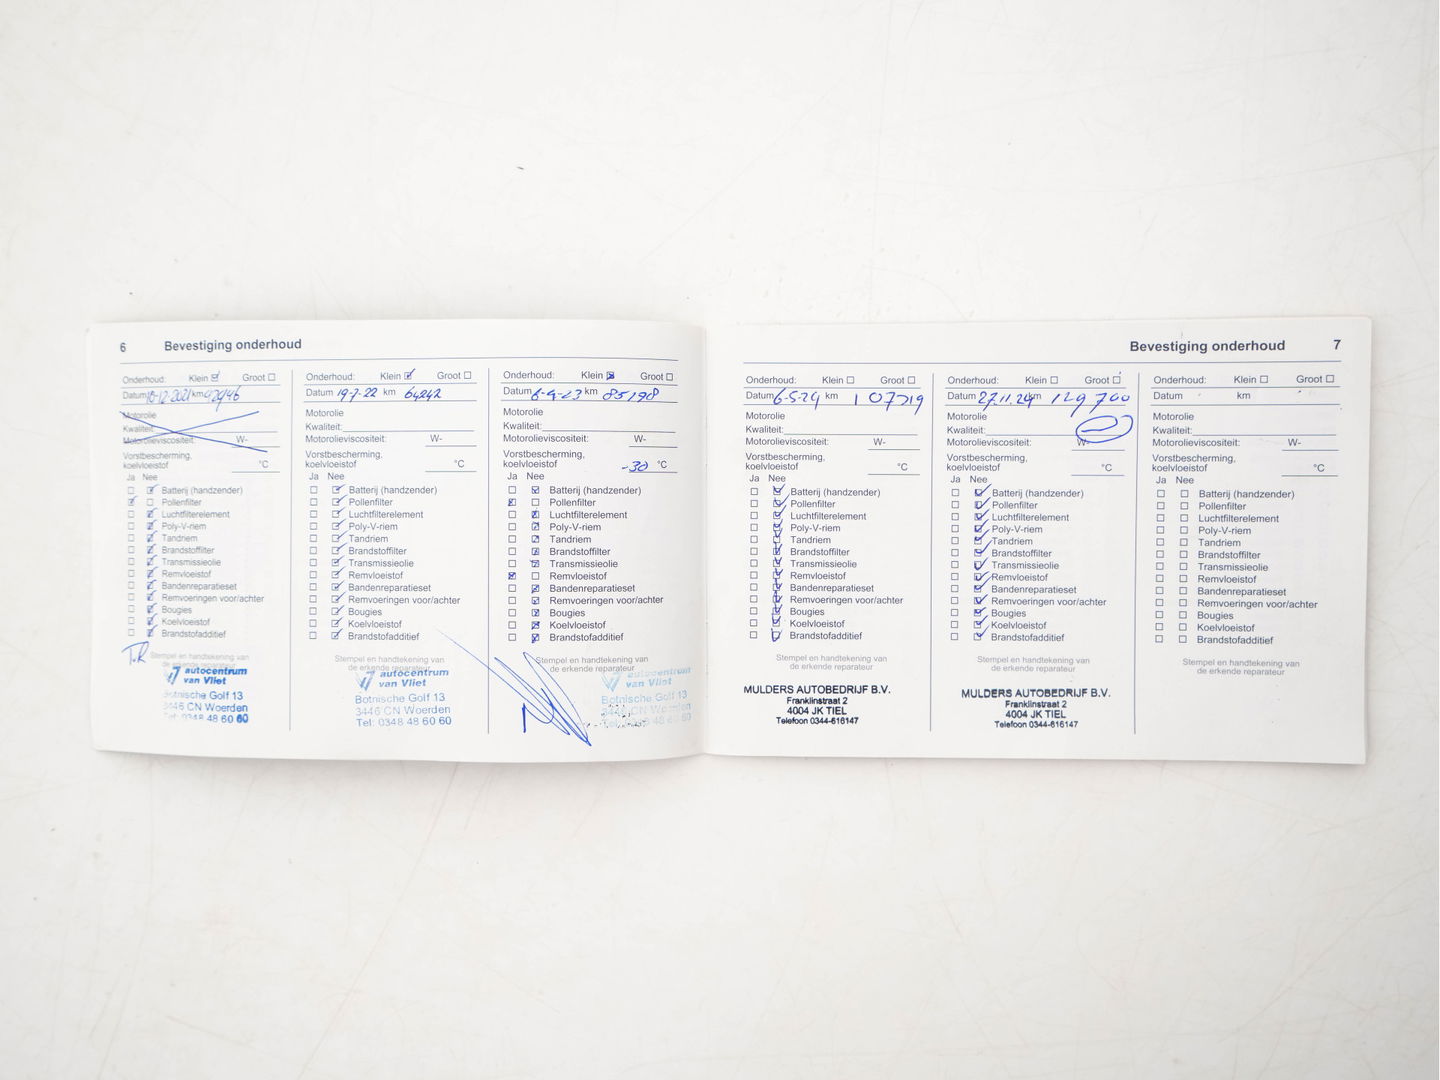 6 Bevestiging onderhoud
Onderhoud: Klein ☑ Groot ☐
Datum km
Motorolie
Kwaliteit:
Motorolieviscositeit: W-
Vorstbescherming,
koelvloeistof °C
Ja Nee
☐ ☑ Batterij (handzender)
☑ ☐ Pollenfilter
☐ ☑ Luchtfilterelement
☐ ☑ Poly-V-riem
☐ ☑ Tandriem
☐ ☑ Brandstoffilter
☐ ☑ Transmissieolie
☐ ☑ Remvloeistof
☐ ☑ Bandenreparatieset
☐ ☑ Remvoeringen voor/achter
☐ ☑ Bougies
☐ ☑ Koelvloeistof
☐ ☑ Brandstofadditief
T.R
Stempel en handtekening van
de erkende reparateur
autocentrum
van Vliet
Botnische Golf 13
3446 CN Woerden
Tel: 0348 48 60 60
Onderhoud: Klein ☑ Groot ☐
Datum 19-7-22 km 64242
Motorolie
Kwaliteit:
Motorolieviscositeit: W-
Vorstbescherming,
koelvloeistof °C
Ja Nee
☐ ☑ Batterij (handzender)
☐ ☑ Pollenfilter
☐ ☑ Luchtfilterelement
☐ ☑ Poly-V-riem
☐ ☑ Tandriem
☐ ☑ Brandstoffilter
☐ ☑ Transmissieolie
☐ ☑ Remvloeistof
☐ ☑ Bandenreparatieset
☐ ☑ Remvoeringen voor/achter
☐ ☑ Bougies
☐ ☑ Koelvloeistof
☐ ☑ Brandstofadditief
Stempel en handtekening van
de erkende reparateur
autocentrum
van Vliet
Botnische Golf 13
3446 CN Woerden
Tel: 0348 48 60 60
Onderhoud: Klein ☒ Groot ☐
Datum 6-9-23 km 85198
Motorolie
Kwaliteit:
Motorolieviscositeit: W-
Vorstbescherming,
koelvloeistof -30 °C
Ja Nee
☐ ☑ Batterij (handzender)
☒ ☐ Pollenfilter
☐ ☒ Luchtfilterelement
☐ ☑ Poly-V-riem
☐ ☑ Tandriem
☐ ☒ Brandstoffilter
☐ ☑ Transmissieolie
☒ ☐ Remvloeistof
☐ ☒ Bandenreparatieset
☐ ☑ Remvoeringen voor/achter
☐ ☒ Bougies
☐ ☒ Koelvloeistof
☐ ☒ Brandstofadditief
Stempel en handtekening van
de erkende reparateur
autocentrum
van Vliet
Botnische Golf 13
3446 CN Woerden
48 60 60
Bevestiging onderhoud 7
Onderhoud: Klein ☐ Groot ☐
Datum 6-5-24 km 107219
Motorolie
Kwaliteit:
Motorolieviscositeit: W-
Vorstbescherming,
koelvloeistof °C
Ja Nee
☐ ☑ Batterij (handzender)
☐ ☑ Pollenfilter
☐ ☑ Luchtfilterelement
☐ ☑ Poly-V-riem
☐ ☑ Tandriem
☐ ☑ Brandstoffilter
☐ ☑ Transmissieolie
☐ ☑ Remvloeistof
☐ ☑ Bandenreparatieset
☐ ☑ Remvoeringen voor/achter
☐ ☑ Bougies
☐ ☑ Koelvloeistof
☐ ☑ Brandstofadditief
Stempel en handtekening van
de erkende reparateur
MULDERS AUTOBEDRIJF B.V.
Franklinstraat 2
4004 JK TIEL
Telefoon 0344-616147
Onderhoud: Klein ☐ Groot ☐
Datum 27.11.24 km 129700
Motorolie
Kwaliteit:
Motorolieviscositeit: W-
Vorstbescherming,
koelvloeistof °C
Ja Nee
☐ ☑ Batterij (handzender)
☐ ☑ Pollenfilter
☐ ☑ Luchtfilterelement
☐ ☑ Poly-V-riem
☐ ☑ Tandriem
☐ ☑ Brandstoffilter
☐ ☑ Transmissieolie
☐ ☑ Remvloeistof
☐ ☑ Bandenreparatieset
☐ ☑ Remvoeringen voor/achter
☐ ☑ Bougies
☐ ☑ Koelvloeistof
☐ ☑ Brandstofadditief
Stempel en handtekening van
de erkende reparateur
MULDERS AUTOBEDRIJF B.V.
Franklinstraat 2
4004 JK TIEL
Telefoon 0344-616147
Onderhoud: Klein ☐ Groot ☐
Datum km
Motorolie
Kwaliteit:
Motorolieviscositeit: W-
Vorstbescherming,
koelvloeistof °C
Ja Nee
☐ ☐ Batterij (handzender)
☐ ☐ Pollenfilter
☐ ☐ Luchtfilterelement
☐ ☐ Poly-V-riem
☐ ☐ Tandriem
☐ ☐ Brandstoffilter
☐ ☐ Transmissieolie
☐ ☐ Remvloeistof
☐ ☐ Bandenreparatieset
☐ ☐ Remvoeringen voor/achter
☐ ☐ Bougies
☐ ☐ Koelvloeistof
☐ ☐ Brandstofadditief
Stempel en handtekening van
de erkende reparateur